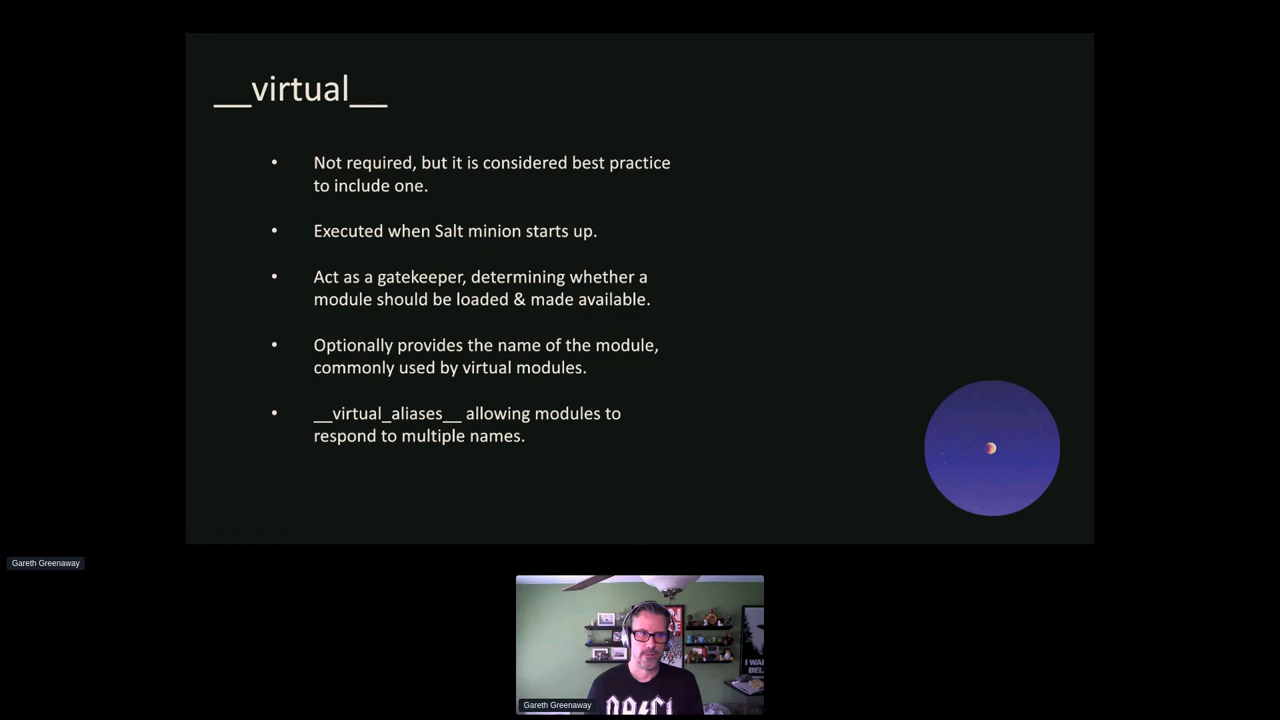 __virtual__
• Not required, but it is considered best practice
to include one.
• Executed when Salt minion starts up.
• Act as a gatekeeper, determining whether a
module should be loaded & made available.
• Optionally provides the name of the module,
commonly used by virtual modules.
• __virtual_aliases__ allowing modules to
respond to multiple names.
Gareth Greenaway
I WA
BEL
Gareth Greenaway